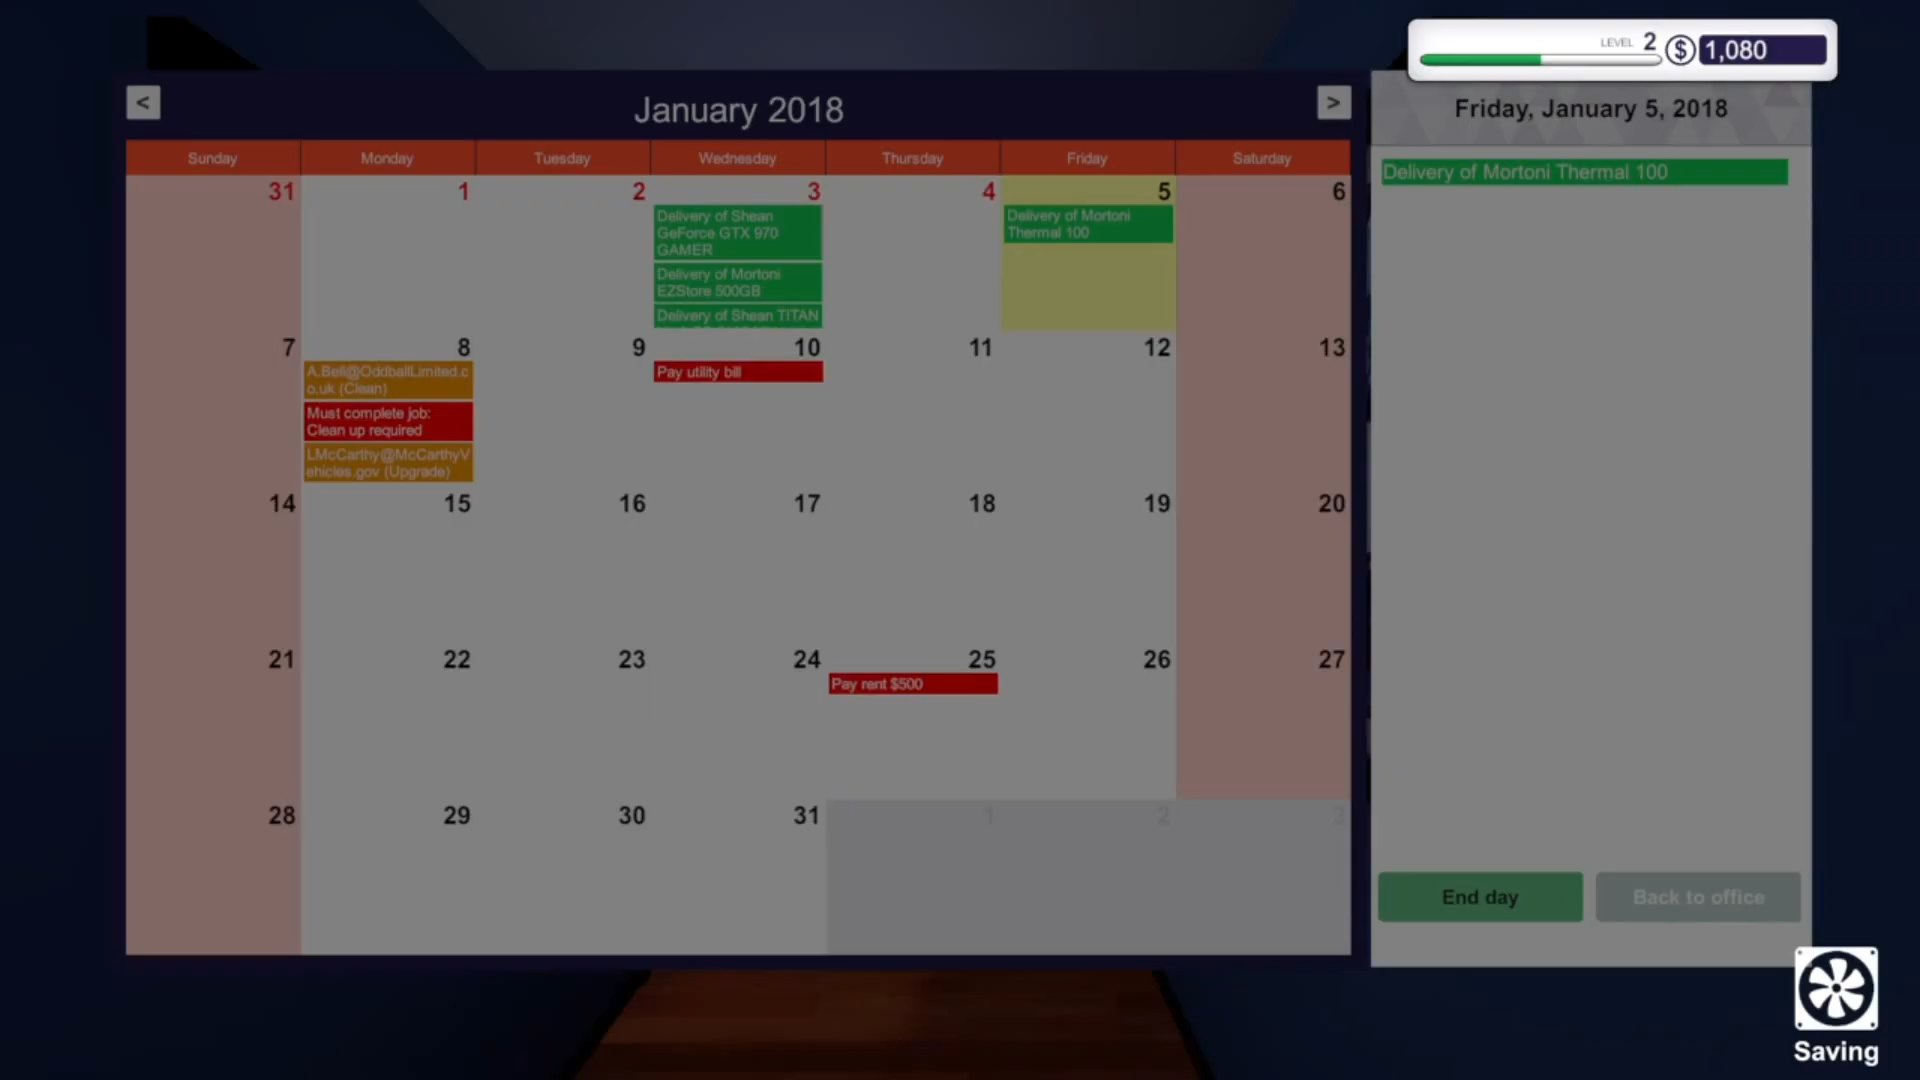 LEVEL 2 $ 1,080
< January 2018 >
Friday, January 5, 2018
Sunday Monday Tuesday Wednesday Thursday Friday Saturday
Delivery of Mortoni Thermal 100
31 1 2 3 4 5 6
Delivery of Shean
GeForce GTX 970
GAMER
Delivery of Mortoni
EZStore 500GB
Delivery of Shean TITAN
Delivery of Mortoni
Thermal 100
7 8 9 10 11 12 13
A.Bell@OddballLimited.c
o.uk (Clean)
Must complete job:
Clean up required
LMcCarthy@McCarthyV
ehicles.gov (Upgrade)
Pay utility bill
14 15 16 17 18 19 20
21 22 23 24 25 26 27
Pay rent $500
28 29 30 31 1 2 3
End day
Back to office
Saving